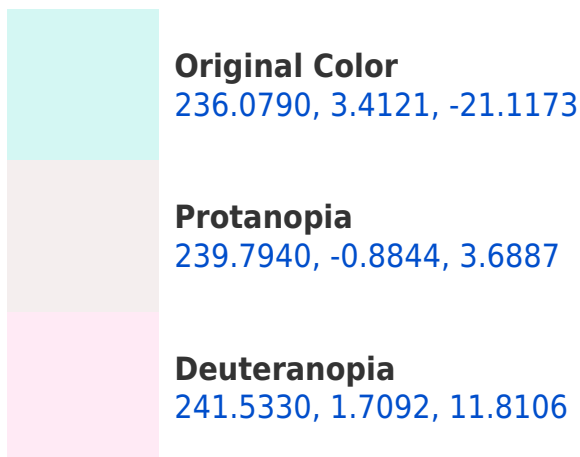 Original Color
236.0790, 3.4121, -21.1173
Protanopia
239.7940, -0.8844, 3.6887
Deuteranopia
241.5330, 1.7092, 11.8106